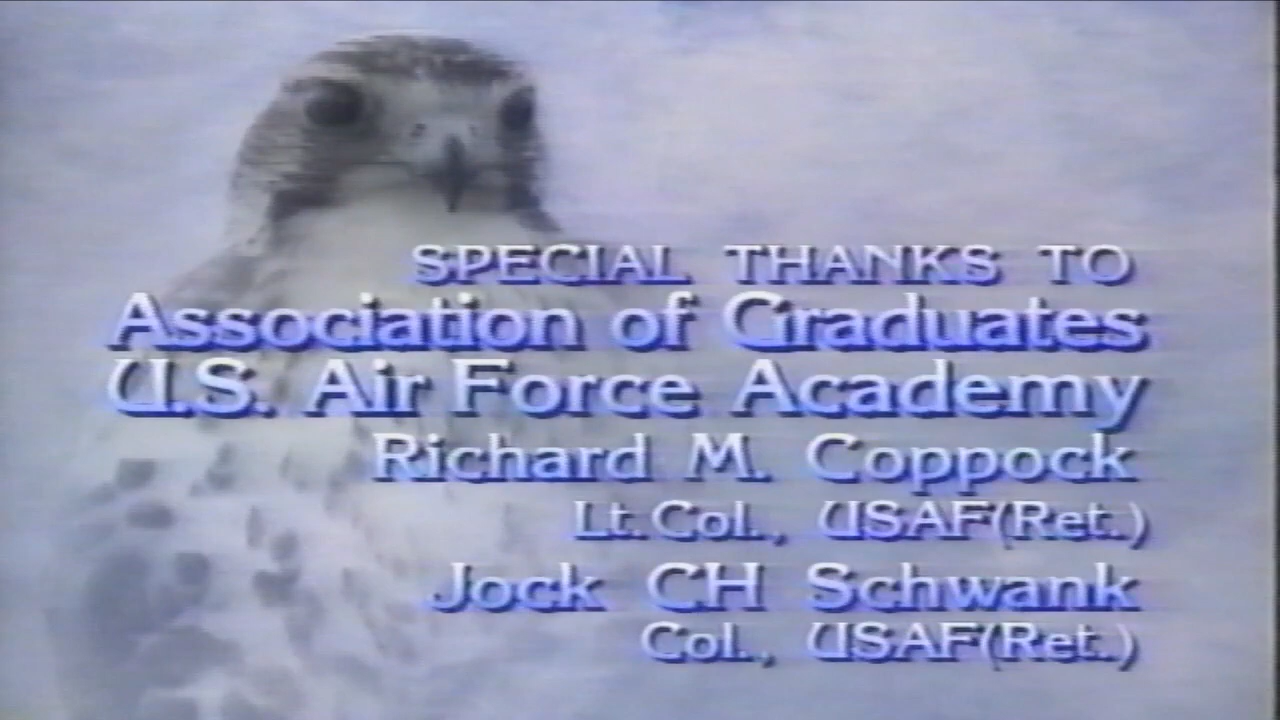 SPECIAL THANKS TO
Association of Graduates
U.S. Air Force Academy
Richard M. Coppock
Lt. Col., USAF(Ret.)
Jock CH Schwank
Col., USAF(Ret.)